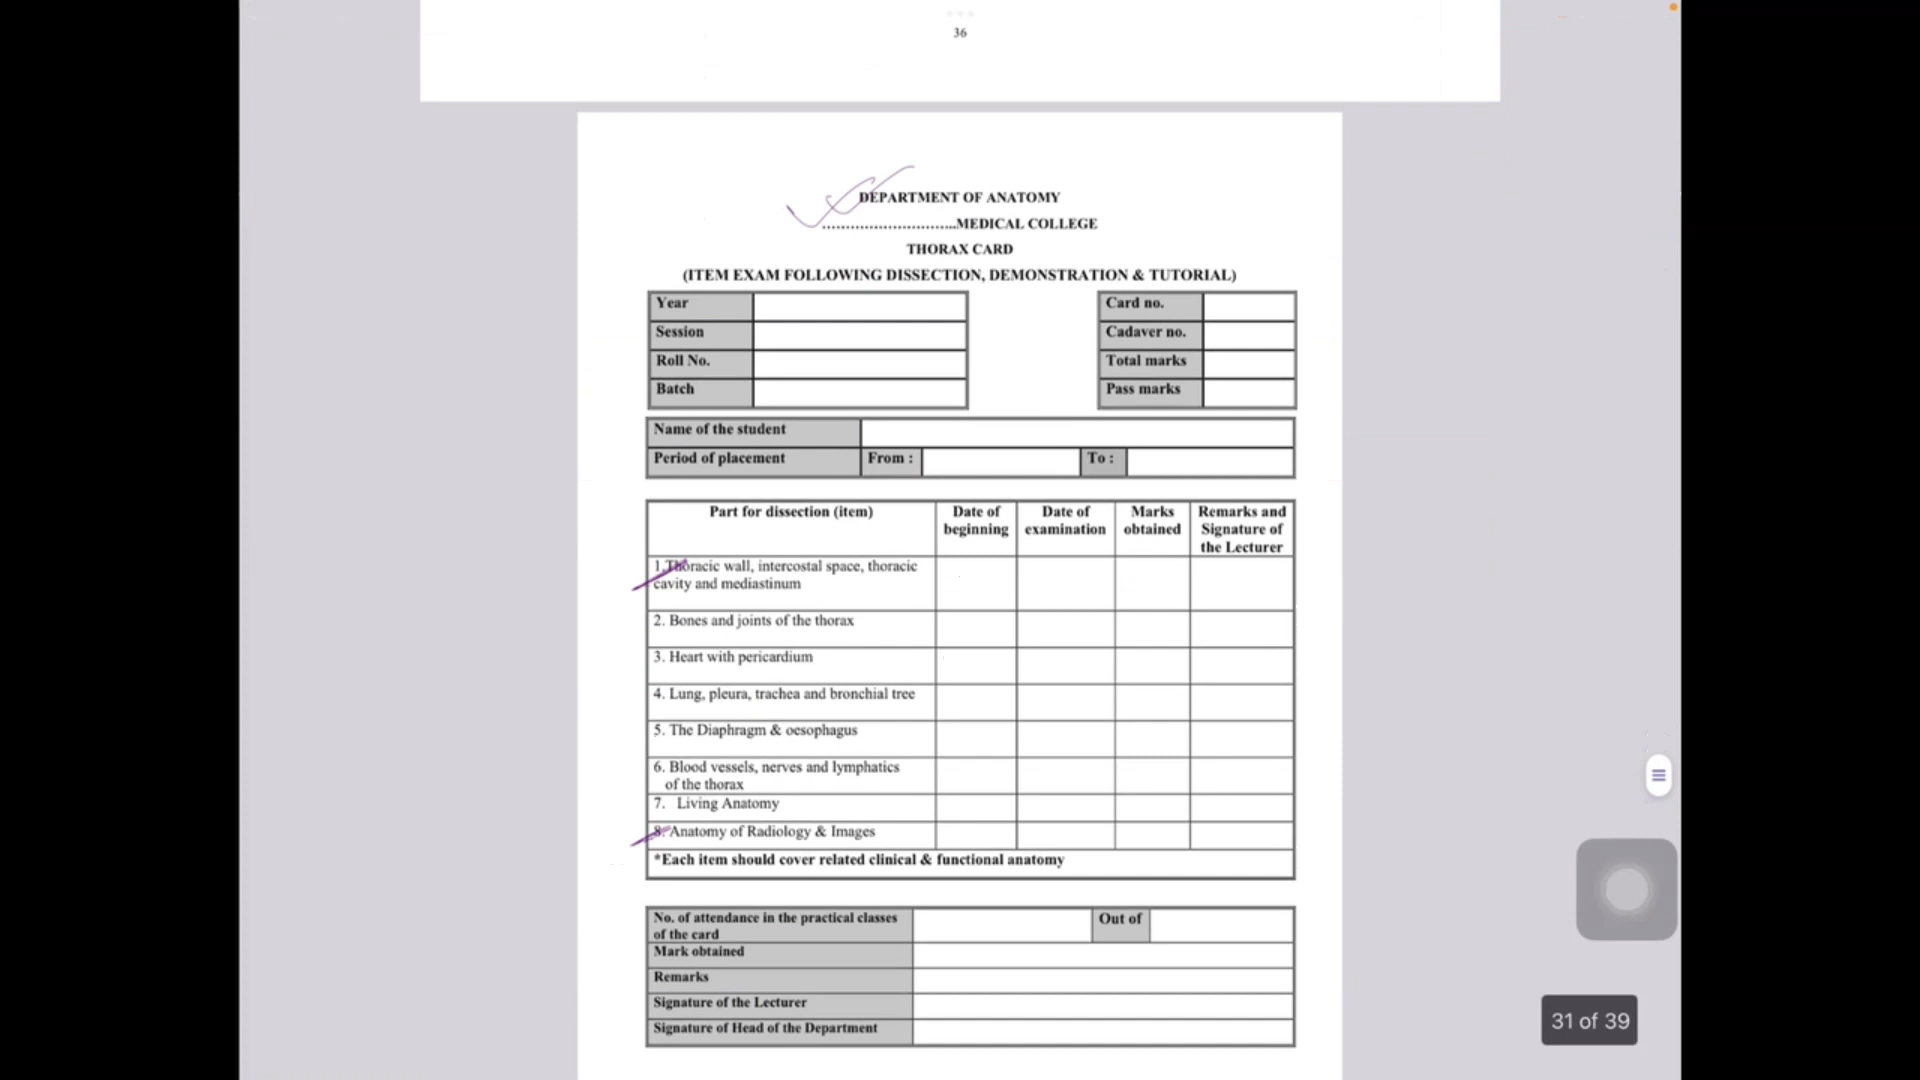 36
DEPARTMENT OF ANATOMY
..............................MEDICAL COLLEGE
THORAX CARD
(ITEM EXAM FOLLOWING DISSECTION, DEMONSTRATION & TUTORIAL)
Year
Session
Roll No.
Batch
Card no.
Cadaver no.
Total marks
Pass marks
Name of the student
Period of placement From : To :
Part for dissection (item)
Date of
beginning
Date of
examination
Marks
obtained
Remarks and
Signature of
the Lecturer
1.Thoracic wall, intercostal space, thoracic
cavity and mediastinum
2. Bones and joints of the thorax
3. Heart with pericardium
4. Lung, pleura, trachea and bronchial tree
5. The Diaphragm & oesophagus
6. Blood vessels, nerves and lymphatics
of the thorax
7. Living Anatomy
8. Anatomy of Radiology & Images
*Each item should cover related clinical & functional anatomy
No. of attendance in the practical classes
of the card
Out of
Mark obtained
Remarks
Signature of the Lecturer
Signature of Head of the Department
31 of 39